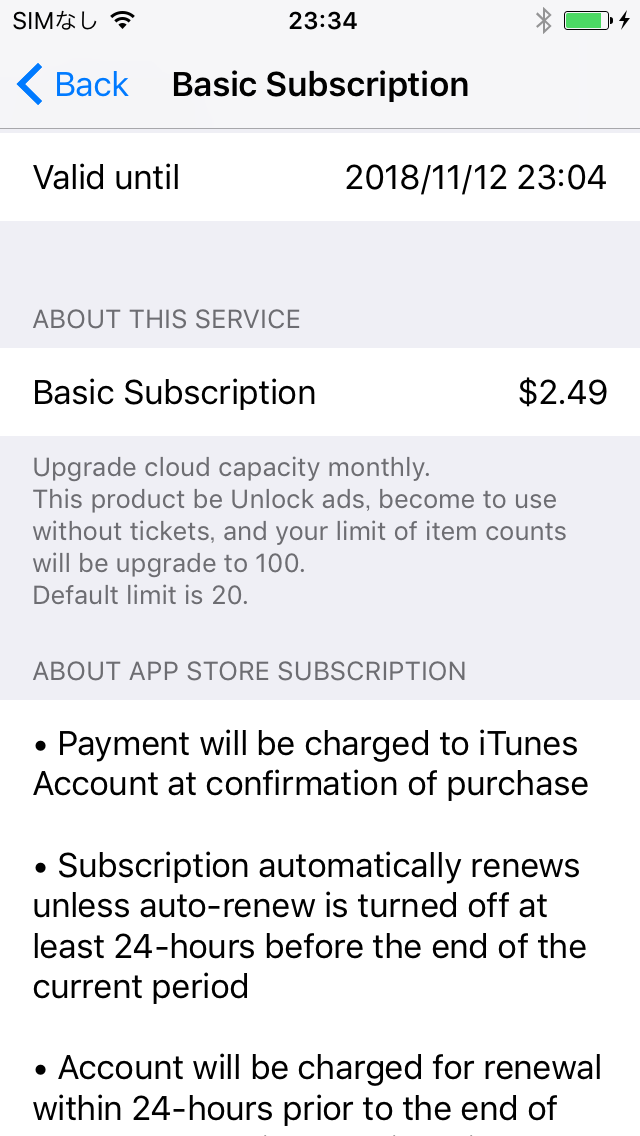 SIMなし 23:34
Back Basic Subscription
Valid until 2018/11/12 23:04
ABOUT THIS SERVICE
Basic Subscription $2.49
Upgrade cloud capacity monthly.
This product be Unlock ads, become to use
without tickets, and your limit of item counts
will be upgrade to 100.
Default limit is 20.
ABOUT APP STORE SUBSCRIPTION
• Payment will be charged to iTunes
Account at confirmation of purchase
• Subscription automatically renews
unless auto-renew is turned off at
least 24-hours before the end of the
current period
• Account will be charged for renewal
within 24-hours prior to the end of